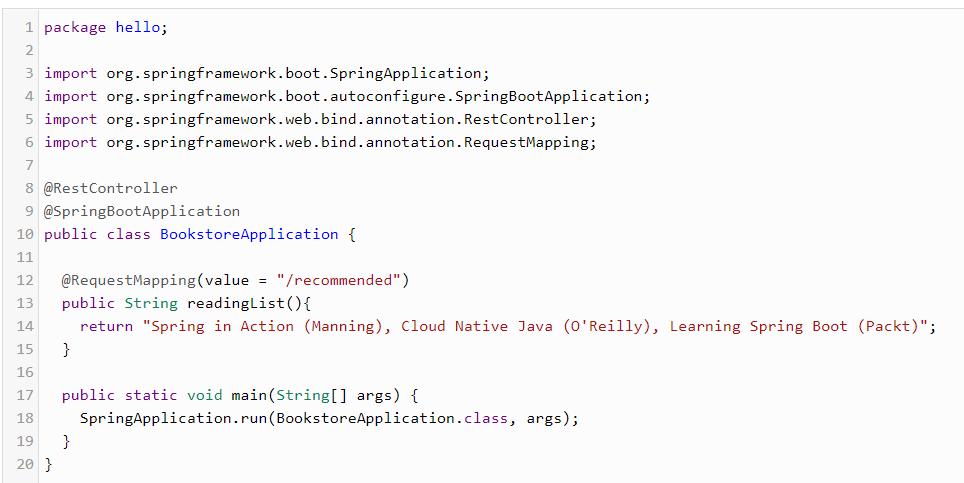 1 package hello;
2
3 import org.springframework.boot.SpringApplication;
4 import org.springframework.boot.autoconfigure.SpringBootApplication;
5 import org.springframework.web.bind.annotation.RestController;
6 import org.springframework.web.bind.annotation.RequestMapping;
7
8 @RestController
9 @SpringBootApplication
10 public class BookstoreApplication {
11
12   @RequestMapping(value = "/recommended")
13   public String readingList(){
14     return "Spring in Action (Manning), Cloud Native Java (O'Reilly), Learning Spring Boot (Packt)";
15   }
16
17   public static void main(String[] args) {
18     SpringApplication.run(BookstoreApplication.class, args);
19   }
20 }